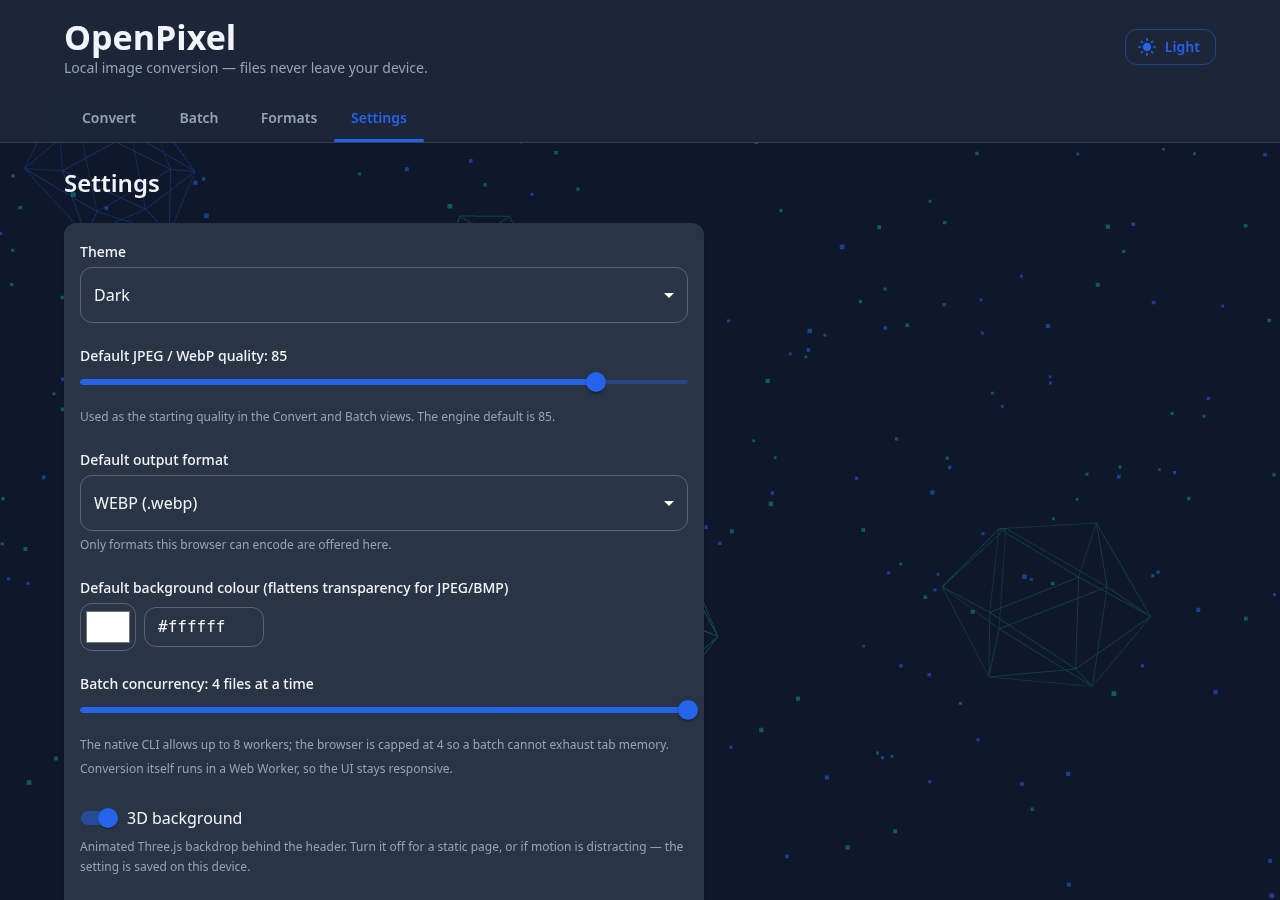 OpenPixel
Local image conversion — files never leave your device.
Light
Convert
Batch
Formats
Settings
Settings
Theme
Dark
Default JPEG / WebP quality: 85
Used as the starting quality in the Convert and Batch views. The engine default is 85.
Default output format
WEBP (.webp)
Only formats this browser can encode are offered here.
Default background colour (flattens transparency for JPEG/BMP)
#ffffff
Batch concurrency: 4 files at a time
The native CLI allows up to 8 workers; the browser is capped at 4 so a batch cannot exhaust tab memory.
Conversion itself runs in a Web Worker, so the UI stays responsive.
3D background
Animated Three.js backdrop behind the header. Turn it off for a static page, or if motion is distracting — the
setting is saved on this device.